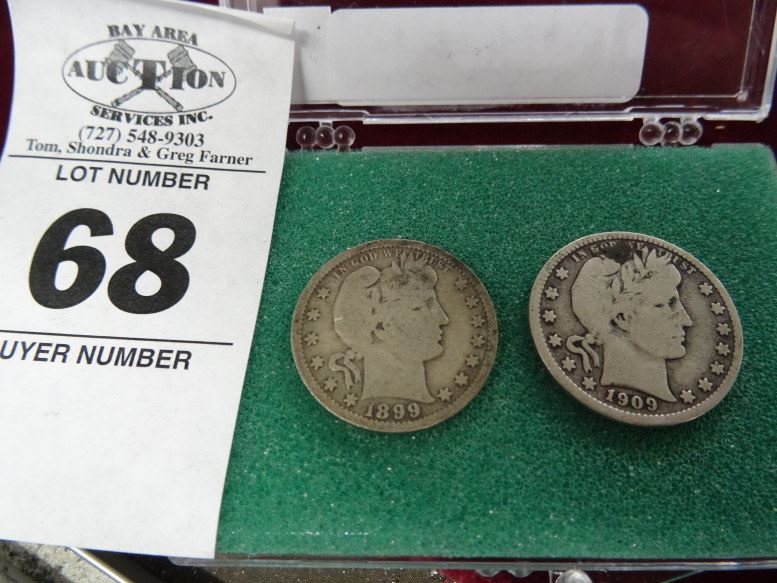 BAY AREA
AUCTION
SERVICES INC.
(727) 548-9303
Tom, Shondra & Greg Farner
LOT NUMBER
68
UYER NUMBER
IN GOD WE TRUST
1899
IN GOD WE TRUST
1909